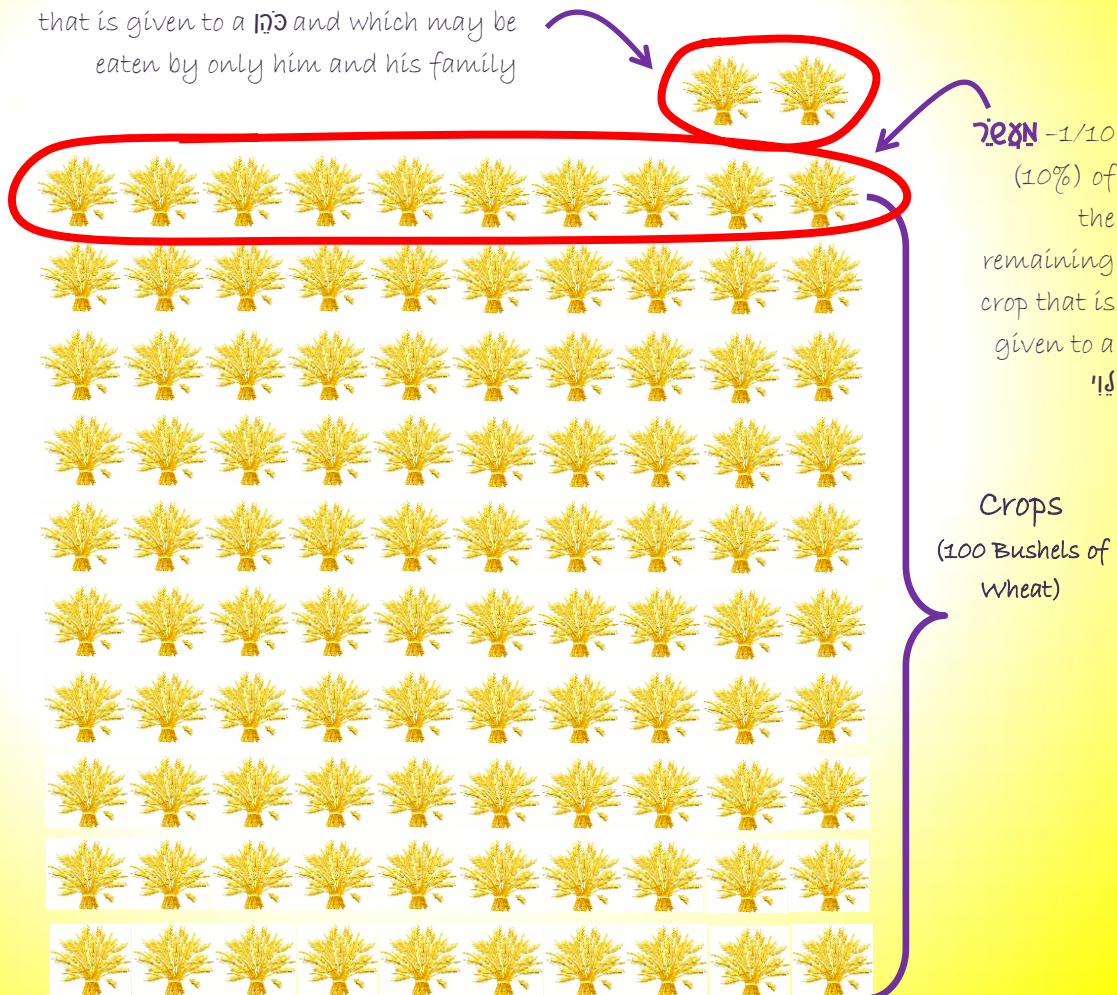 that is given to a כֹּהֵן and which may be
eaten by only him and his family
מַעֲשֵׂר -1/10
(10%) of
the
remaining
crop that is
given to a
לֵוִי
Crops
(100 Bushels of
Wheat)